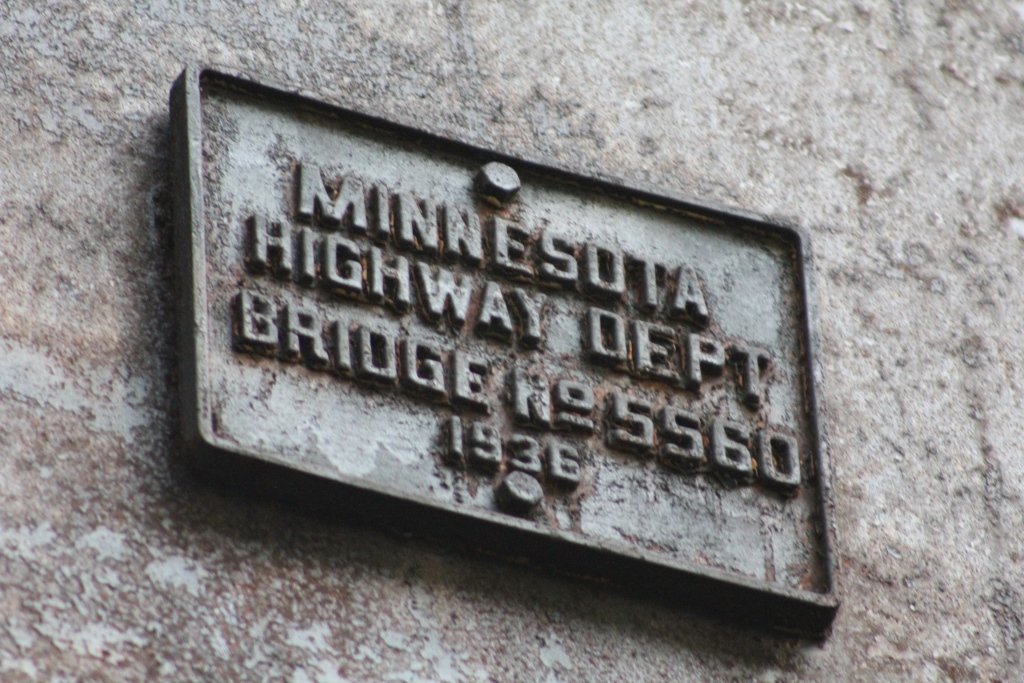 MINNESOTA
HIGHWAY DEPT
BRIDGE No 5560
1936